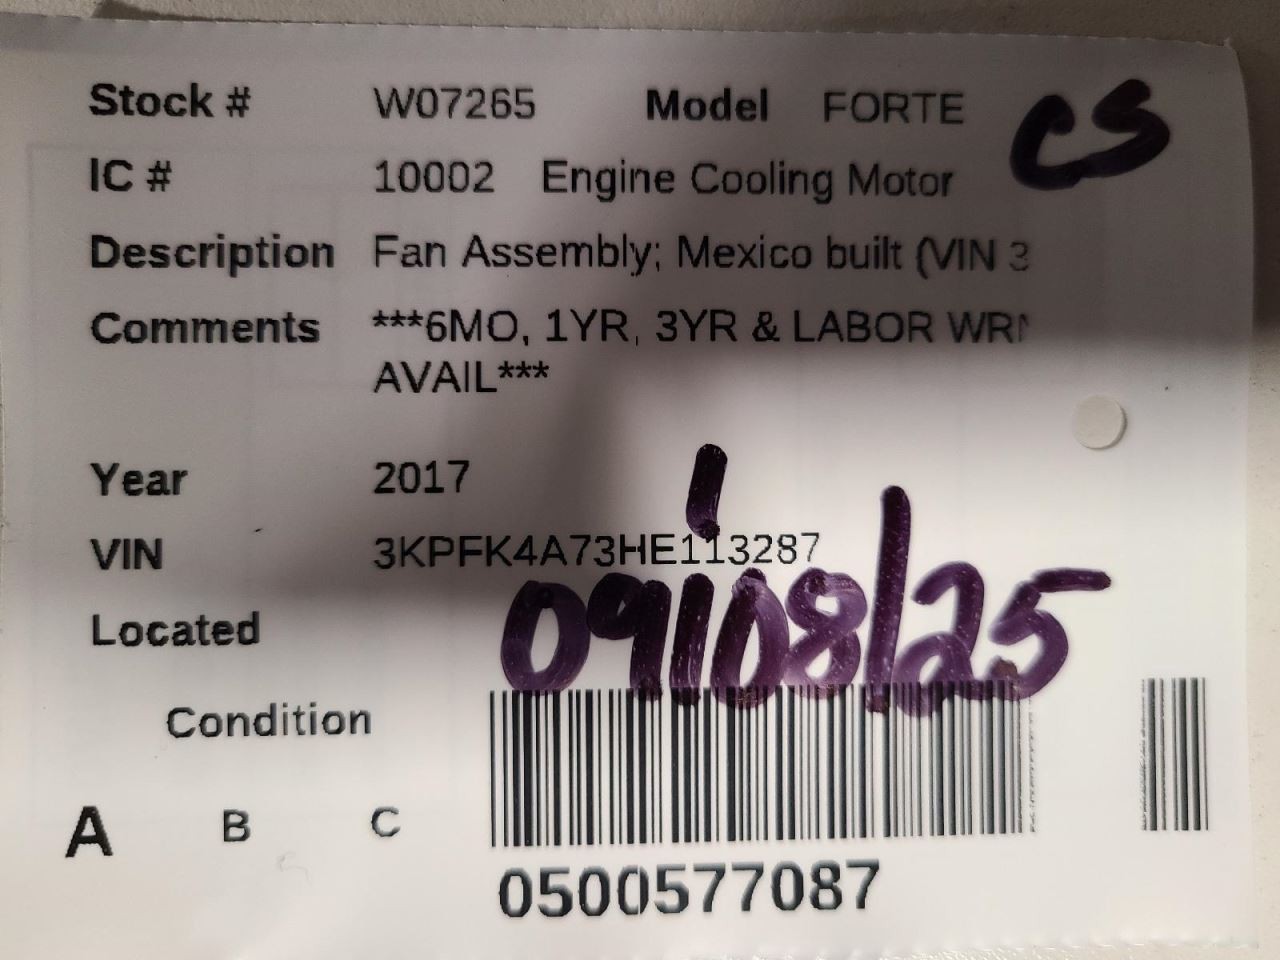 Stock # W07265 Model FORTE CS
IC # 10002 Engine Cooling Motor
Description Fan Assembly; Mexico built (VIN 3
Comments ***6MO, 1YR, 3YR & LABOR WR
AVAIL***
Year 2017
VIN 3KPFK4A73HE113287
Located
09/08/25
Condition
A B C
0500577087